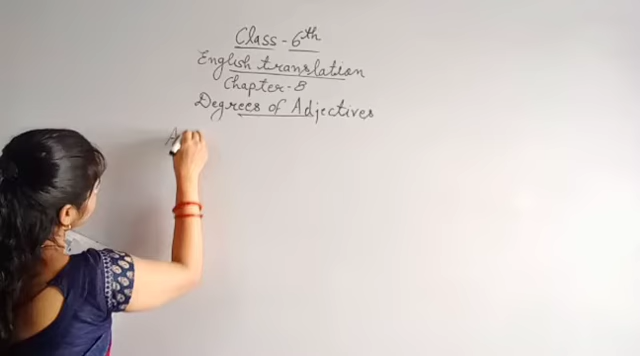 Class - 6th
English translation
Chapter - 8
Degrees of Adjectives
A